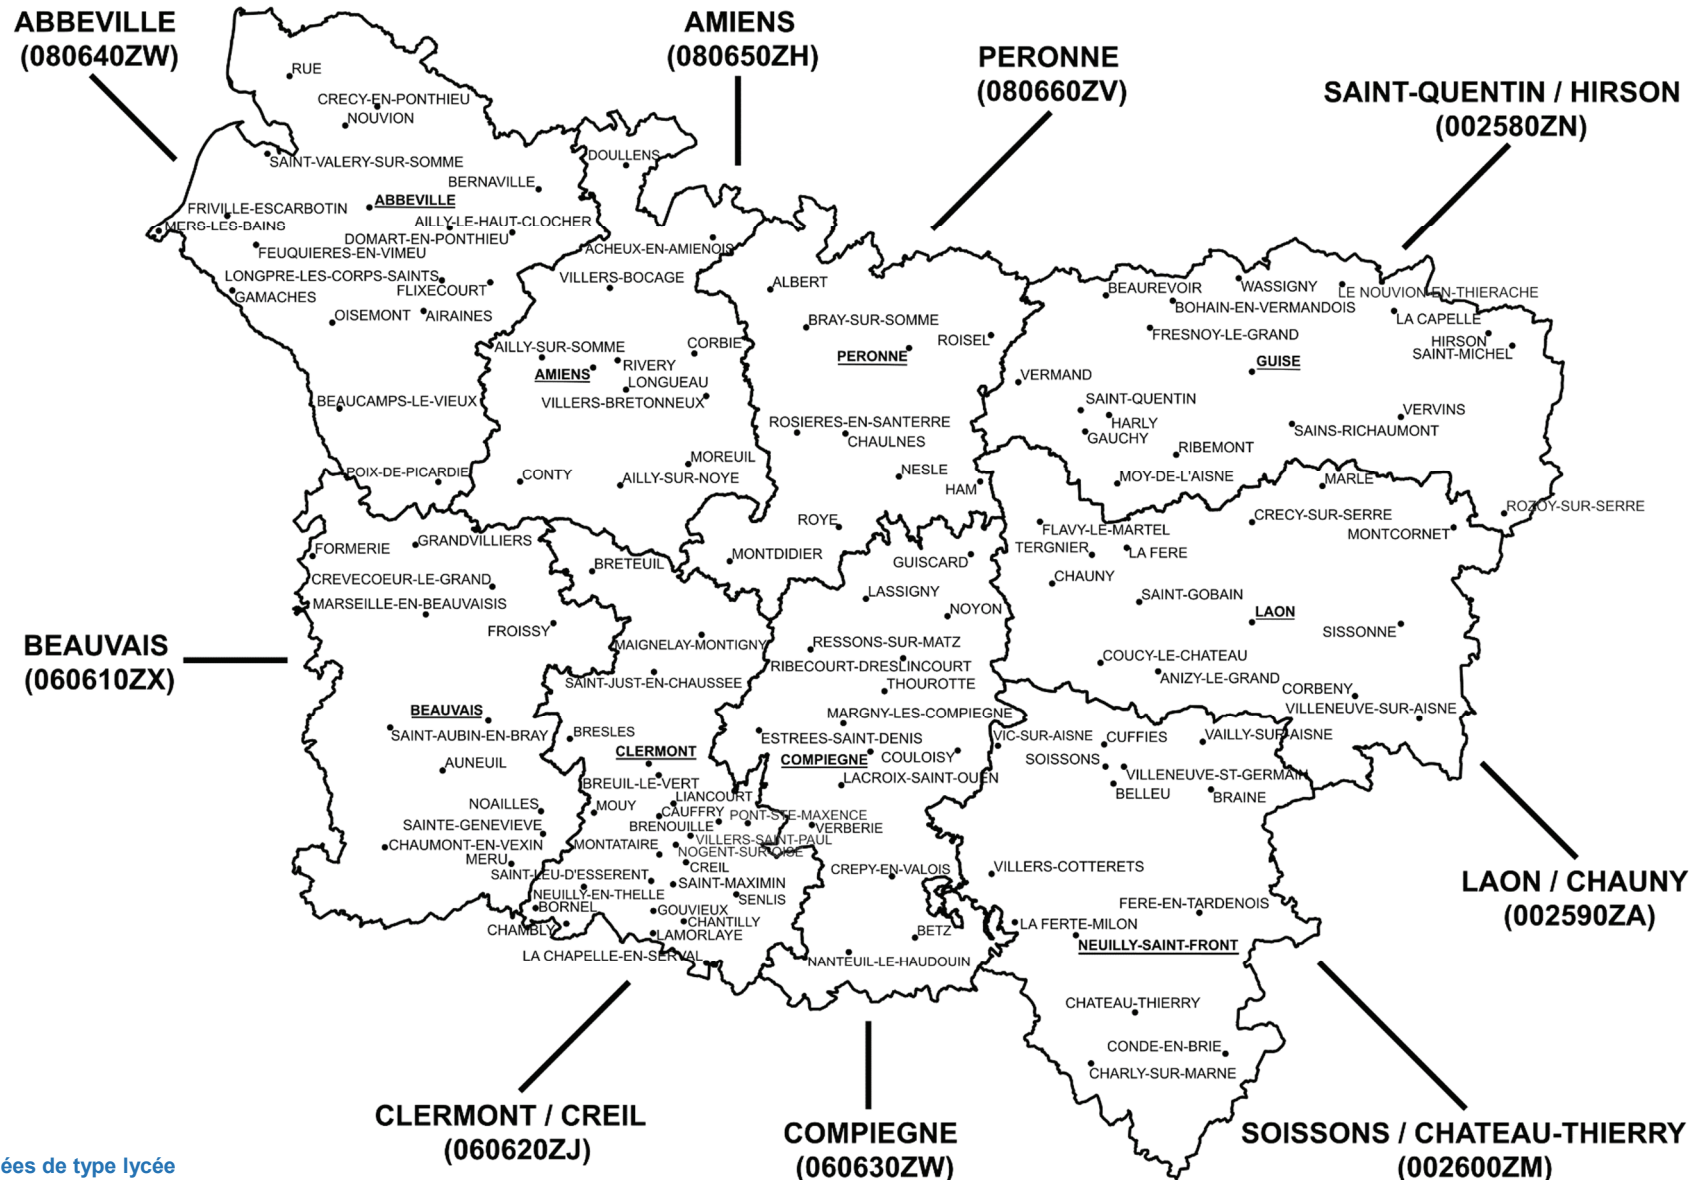 ABBEVILLE
(080640ZW)
AMIENS
(080650ZH)
PERONNE
(080660ZV)
SAINT-QUENTIN / HIRSON
(002580ZN)
RUE
CRECY-EN-PONTHIEU
NOUVION
SAINT-VALERY-SUR-SOMME
BERNAVILLE
ABBEVILLE
FRIVILLE-ESCARBOTIN
MERS-LES-BAINS
AILLY-LE-HAUT-CLOCHER
DOMART-EN-PONTHIEU
FEUQUIERES-EN-VIMEU
LONGPRE-LES-CORPS-SAINTS
FLIXECOURT
GAMACHES
OISEMONT
AIRAINES
BEAUCAMPS-LE-VIEUX
POIX-DE-PICARDIE
DOULLENS
ACHEUX-EN-AMIENOIS
VILLERS-BOCAGE
AILLY-SUR-SOMME
CORBIE
RIVERY
AMIENS
LONGUEAU
VILLERS-BRETONNEUX
MOREUIL
CONTY
AILLY-SUR-NOYE
ALBERT
BRAY-SUR-SOMME
ROISEL
PERONNE
ROSIERES-EN-SANTERRE
CHAULNES
NESLE
HAM
ROYE
MONTDIDIER
BEAUREVOIR
WASSIGNY
LE NOUVION-EN-THIERACHE
BOHAIN-EN-VERMANDOIS
LA CAPELLE
FRESNOY-LE-GRAND
HIRSON
SAINT-MICHEL
GUISE
VERMAND
SAINT-QUENTIN
HARLY
GAUCHY
VERVINS
SAINS-RICHAUMONT
RIBEMONT
MOY-DE-L'AISNE
MARLE
ROZOY-SUR-SERRE
CRECY-SUR-SERRE
MONTCORNET
FLAVY-LE-MARTEL
TERGNIER
LA FERE
CHAUNY
SAINT-GOBAIN
LAON
SISSONNE
COUCY-LE-CHATEAU
ANIZY-LE-GRAND
CORBENY
VILLENEUVE-SUR-AISNE
BEAUVAIS
(060610ZX)
FORMERIE
GRANDVILLIERS
CREVECOEUR-LE-GRAND
MARSEILLE-EN-BEAUVAISIS
FROISSY
BEAUVAIS
SAINT-AUBIN-EN-BRAY
AUNEUIL
NOAILLES
SAINTE-GENEVIEVE
CHAUMONT-EN-VEXIN
MERU
BRETEUIL
MAIGNELAY-MONTIGNY
SAINT-JUST-EN-CHAUSSEE
BRESLES
CLERMONT
BREUIL-LE-VERT
LIANCOURT
MOUY
CAUFFRY
PONT-STE-MAXENCE
BRENOUILLE
VILLERS-SAINT-PAUL
MONTATAIRE
NOGENT-SUR-OISE
CREIL
SAINT-LEU-D'ESSERENT
SAINT-MAXIMIN
NEUILLY-EN-THELLE
SENLIS
BORNEL
GOUVIEUX
CHANTILLY
CHAMBLY
LAMORLAYE
LA CHAPELLE-EN-SERVAL
GUISCARD
LASSIGNY
NOYON
RESSONS-SUR-MATZ
RIBECOURT-DRESLINCOURT
THOUROTTE
MARGNY-LES-COMPIEGNE
ESTREES-SAINT-DENIS
COULOISY
COMPIEGNE
LACROIX-SAINT-OUEN
VERBERIE
CREPY-EN-VALOIS
BETZ
NANTEUIL-LE-HAUDOUIN
VIC-SUR-AISNE
CUFFIES
VAILLY-SUR-AISNE
SOISSONS
VILLENEUVE-ST-GERMAIN
BELLEU
BRAINE
VILLERS-COTTERETS
FERE-EN-TARDENOIS
LA FERTE-MILON
NEUILLY-SAINT-FRONT
CHATEAU-THIERRY
CONDE-EN-BRIE
CHARLY-SUR-MARNE
LAON / CHAUNY
(002590ZA)
CLERMONT / CREIL
(060620ZJ)
COMPIEGNE
(060630ZW)
SOISSONS / CHATEAU-THIERRY
(002600ZM)
ées de type lycée